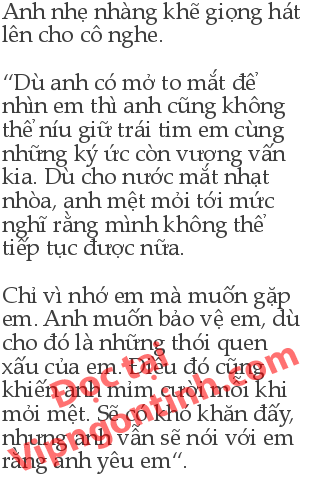 Anh nhẹ nhàng khẽ giọng hát
lên cho cô nghe.
“Dù anh có mở to mắt để
nhìn em thì anh cũng không
thể níu giữ trái tim em cùng
những ký ức còn vượng vấn
kia. Dù cho nước mắt nhạt
nhòa, anh mệt mỏi tới mức
nghĩ rằng mình không thể
tiếp tục được nữa.
Chỉ vì nhớ em mà muốn gặp
em. Anh muốn bảo vệ em, dù
cho đó là những thói quen
xấu của em. Điều đó cũng
khiến anh mỉm cười mỗi khi
mỏi mệt. Sẽ có khó khăn đấy,
nhưng anh vẫn sẽ nói với em
rằng anh yêu em“.
Đọc tại
Vipngontinh.com